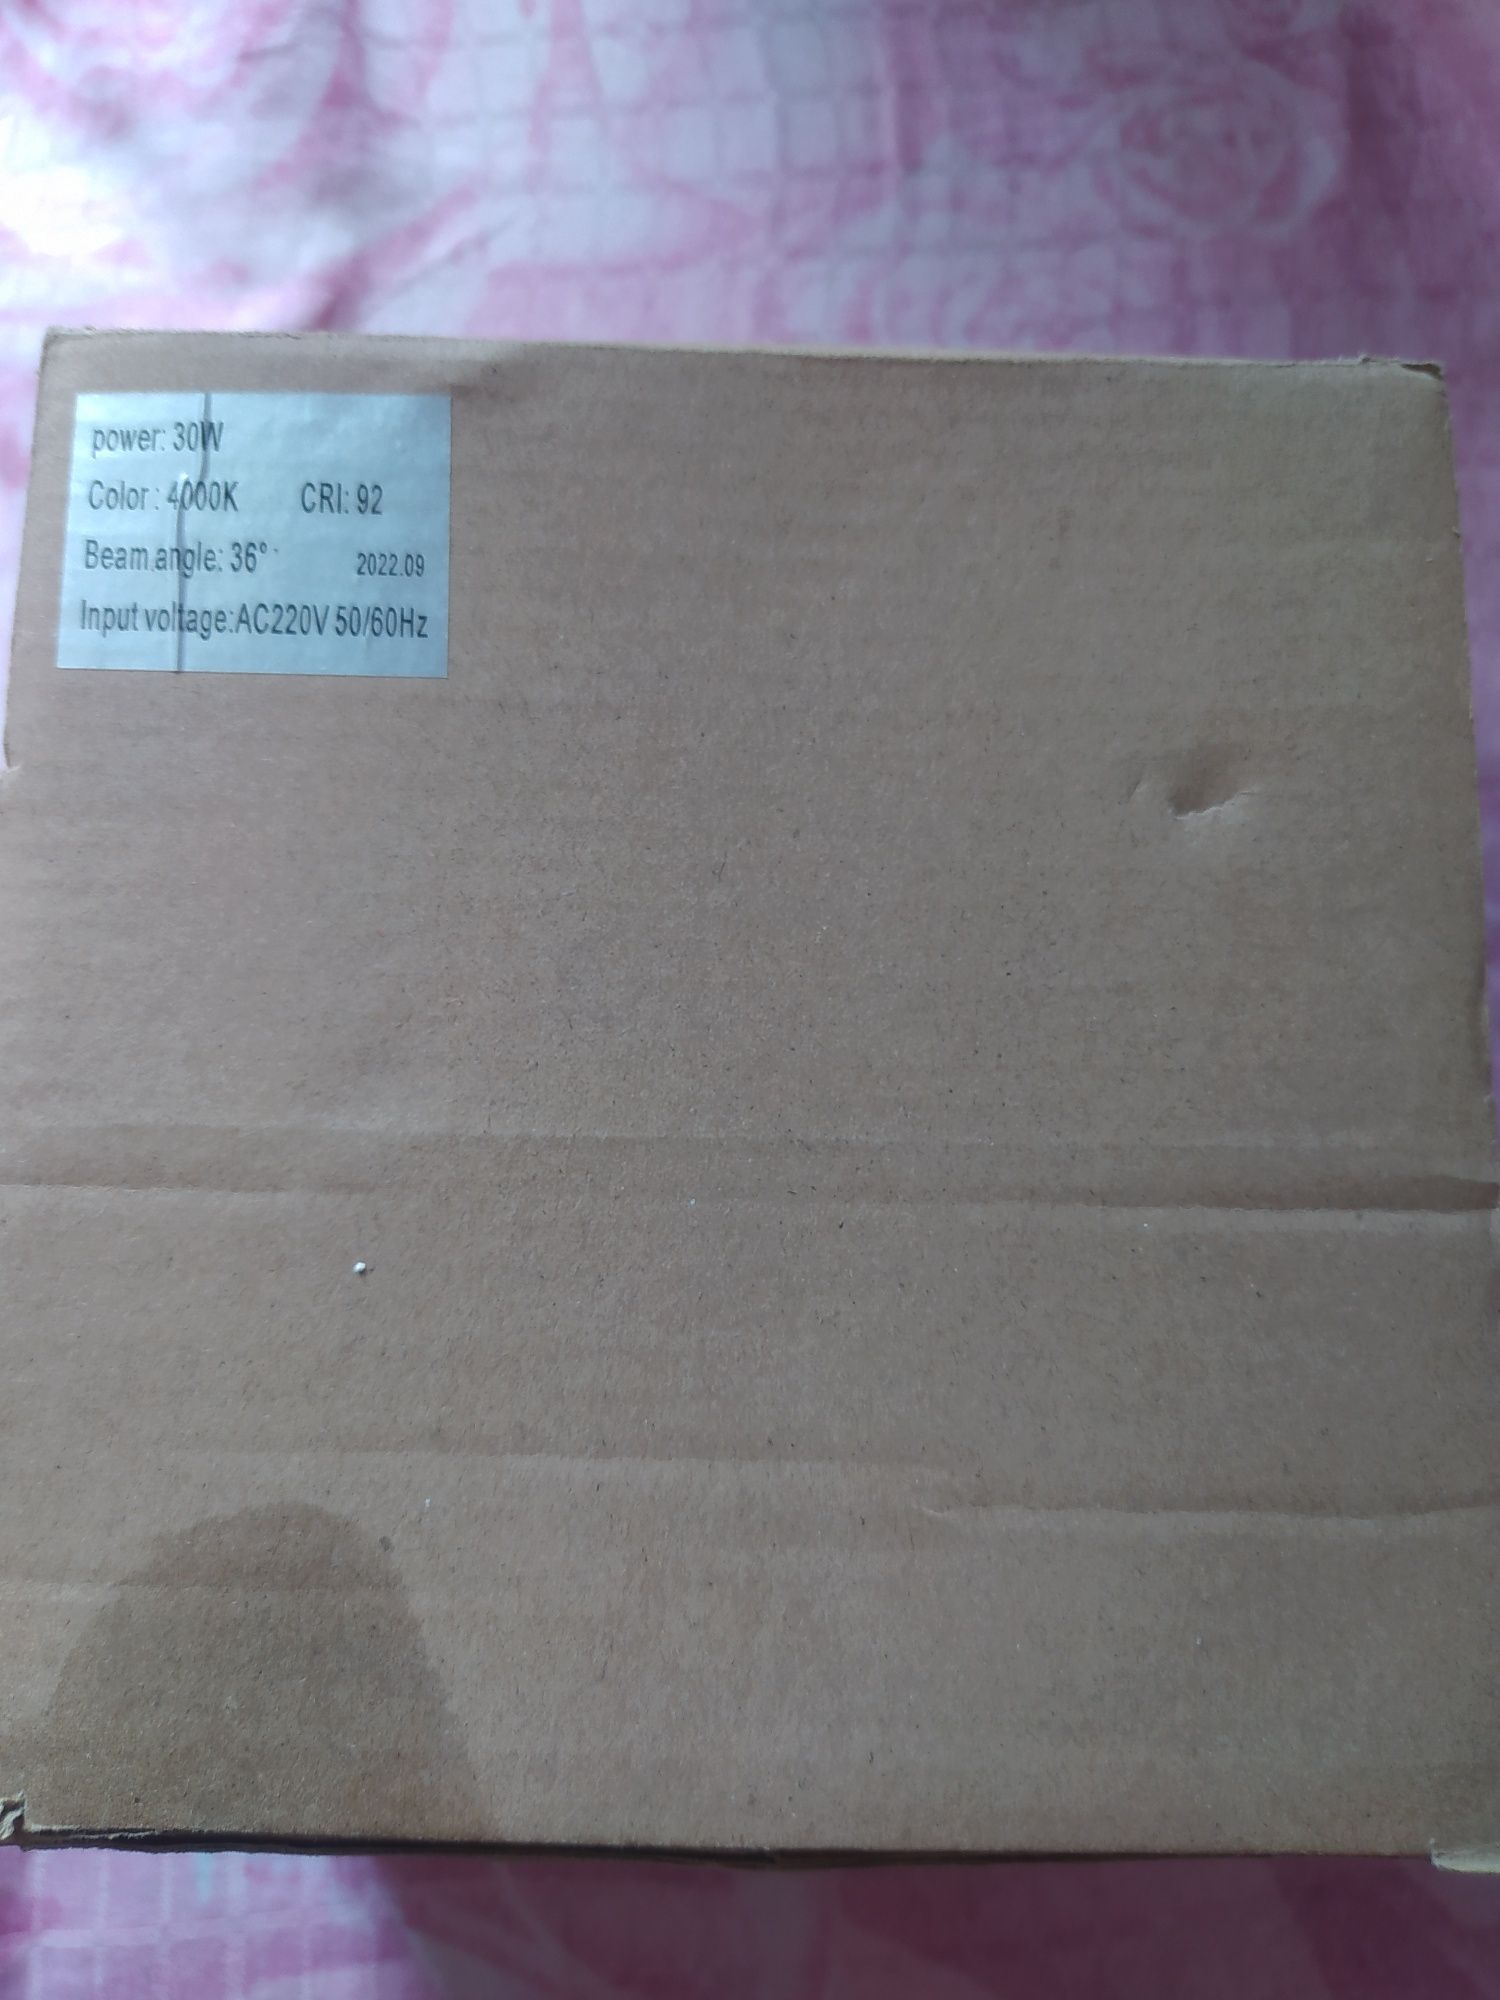 power: 30W
Color : 4000K CRI: 92
Beam.angle: 36° 2022.09
Input voltage:AC220V 50/60Hz